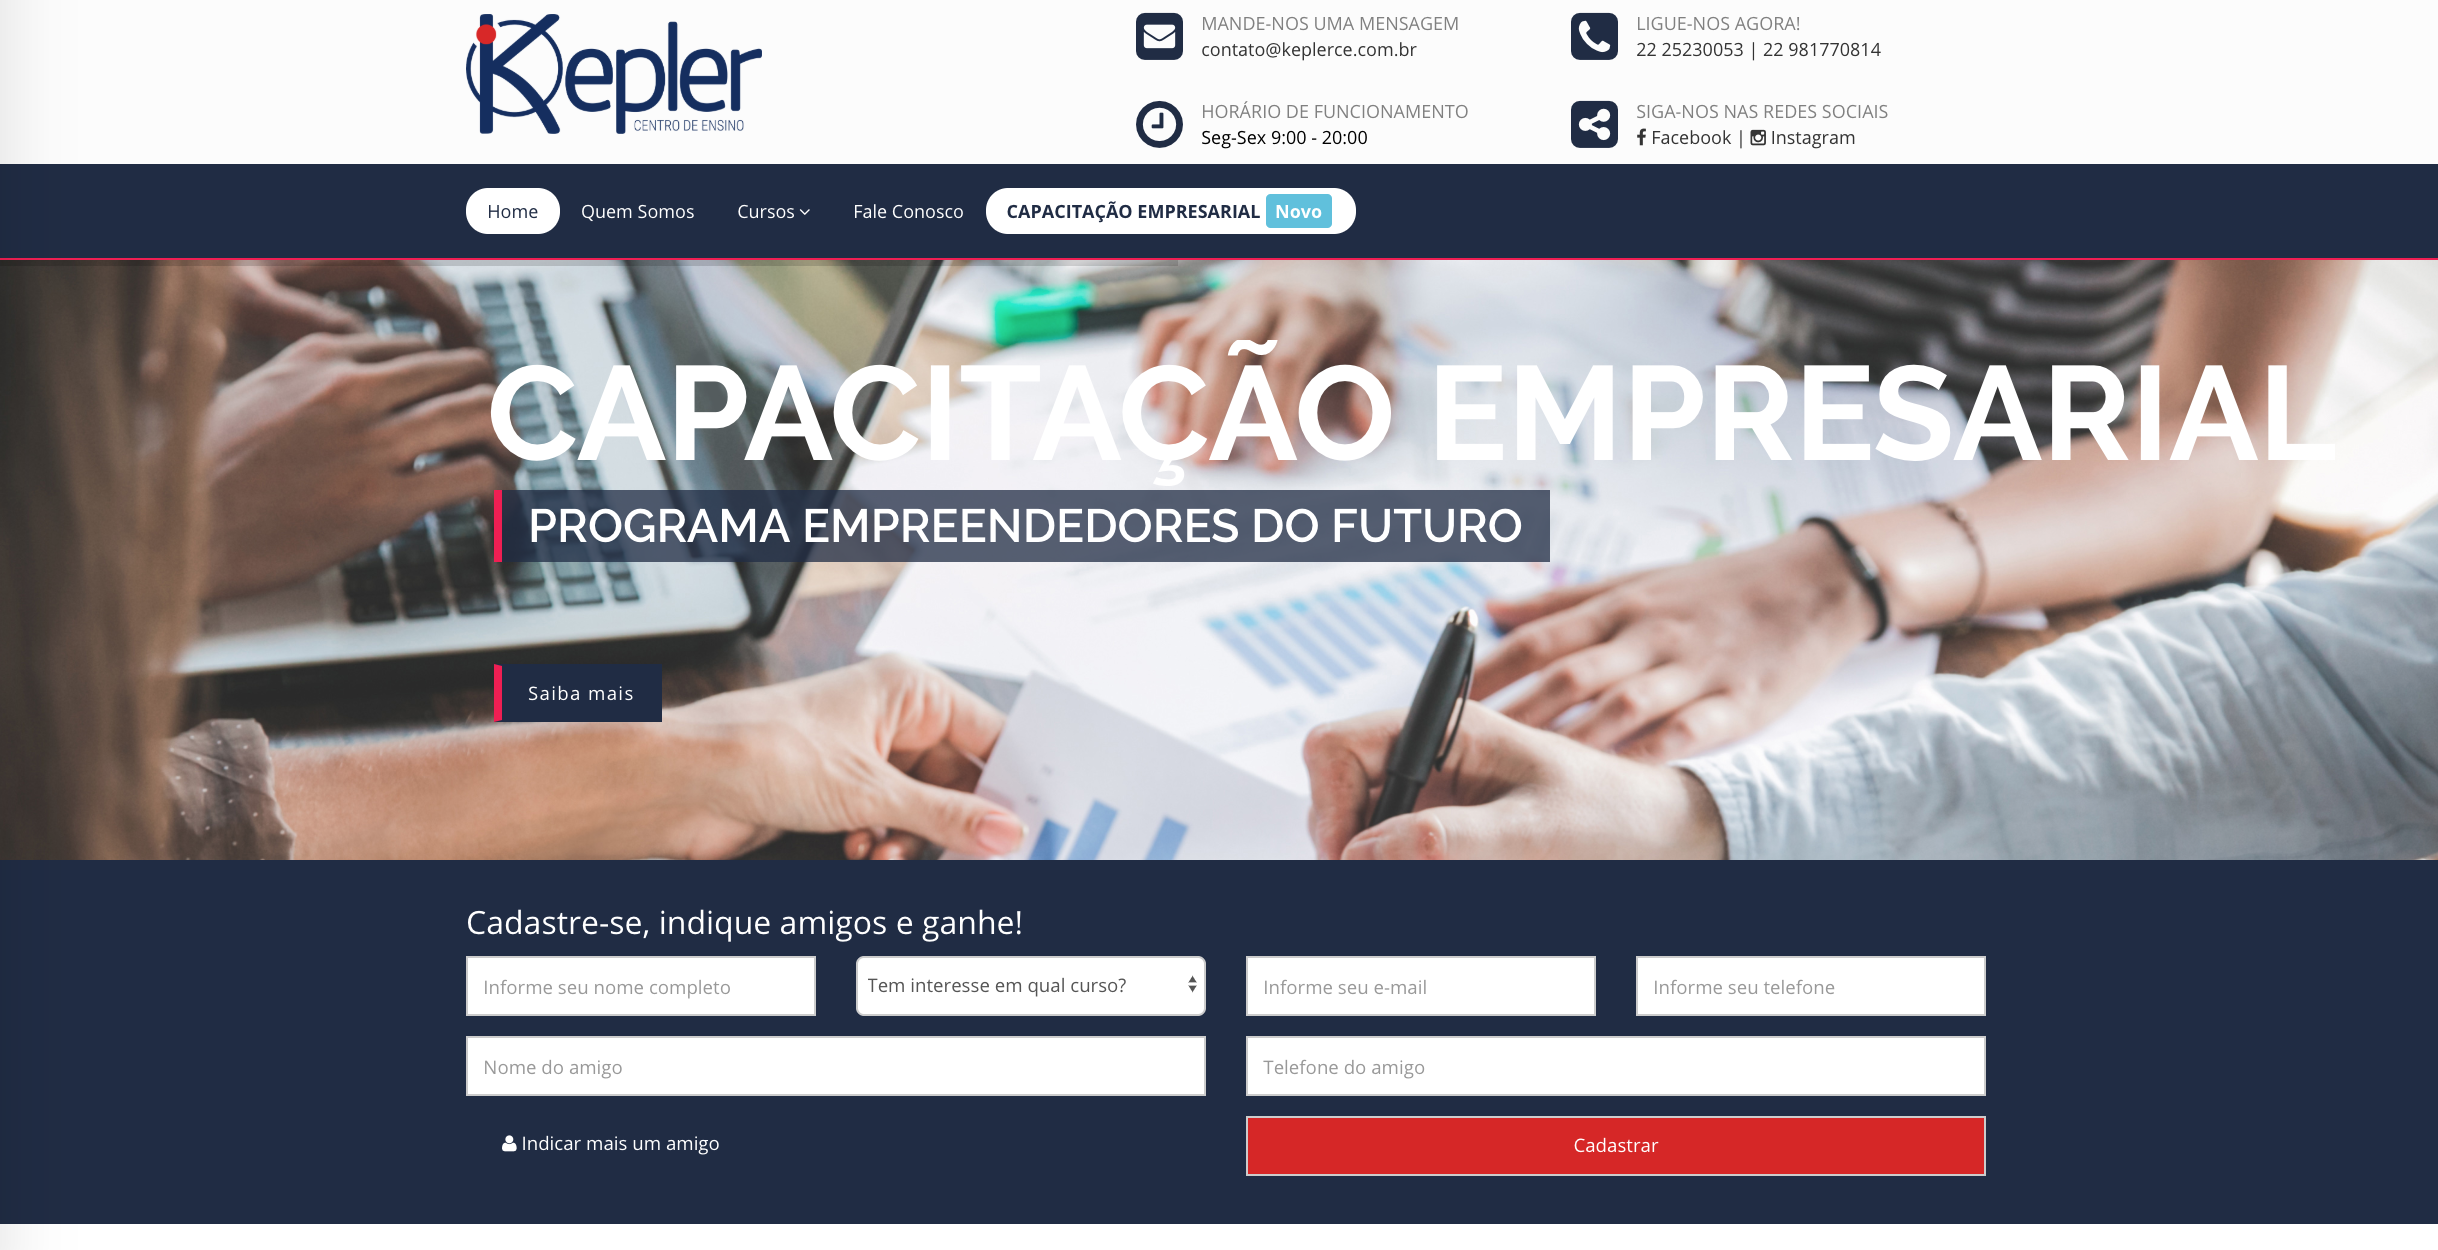 Kepler
CENTRO DE ENSINO
MANDE-NOS UMA MENSAGEM
contato@keplerce.com.br
LIGUE-NOS AGORA!
22 25230053 | 22 981770814
HORÁRIO DE FUNCIONAMENTO
Seg-Sex 9:00 - 20:00
SIGA-NOS NAS REDES SOCIAIS
Facebook | Instagram
Home Quem Somos Cursos Fale Conosco CAPACITAÇÃO EMPRESARIAL Novo
CAPACITAÇÃO EMPRESARIAL
PROGRAMA EMPREENDEDORES DO FUTURO
Saiba mais
Cadastre-se, indique amigos e ganhe!
Informe seu nome completo Tem interesse em qual curso? Informe seu e-mail Informe seu telefone
Nome do amigo Telefone do amigo
Indicar mais um amigo Cadastrar